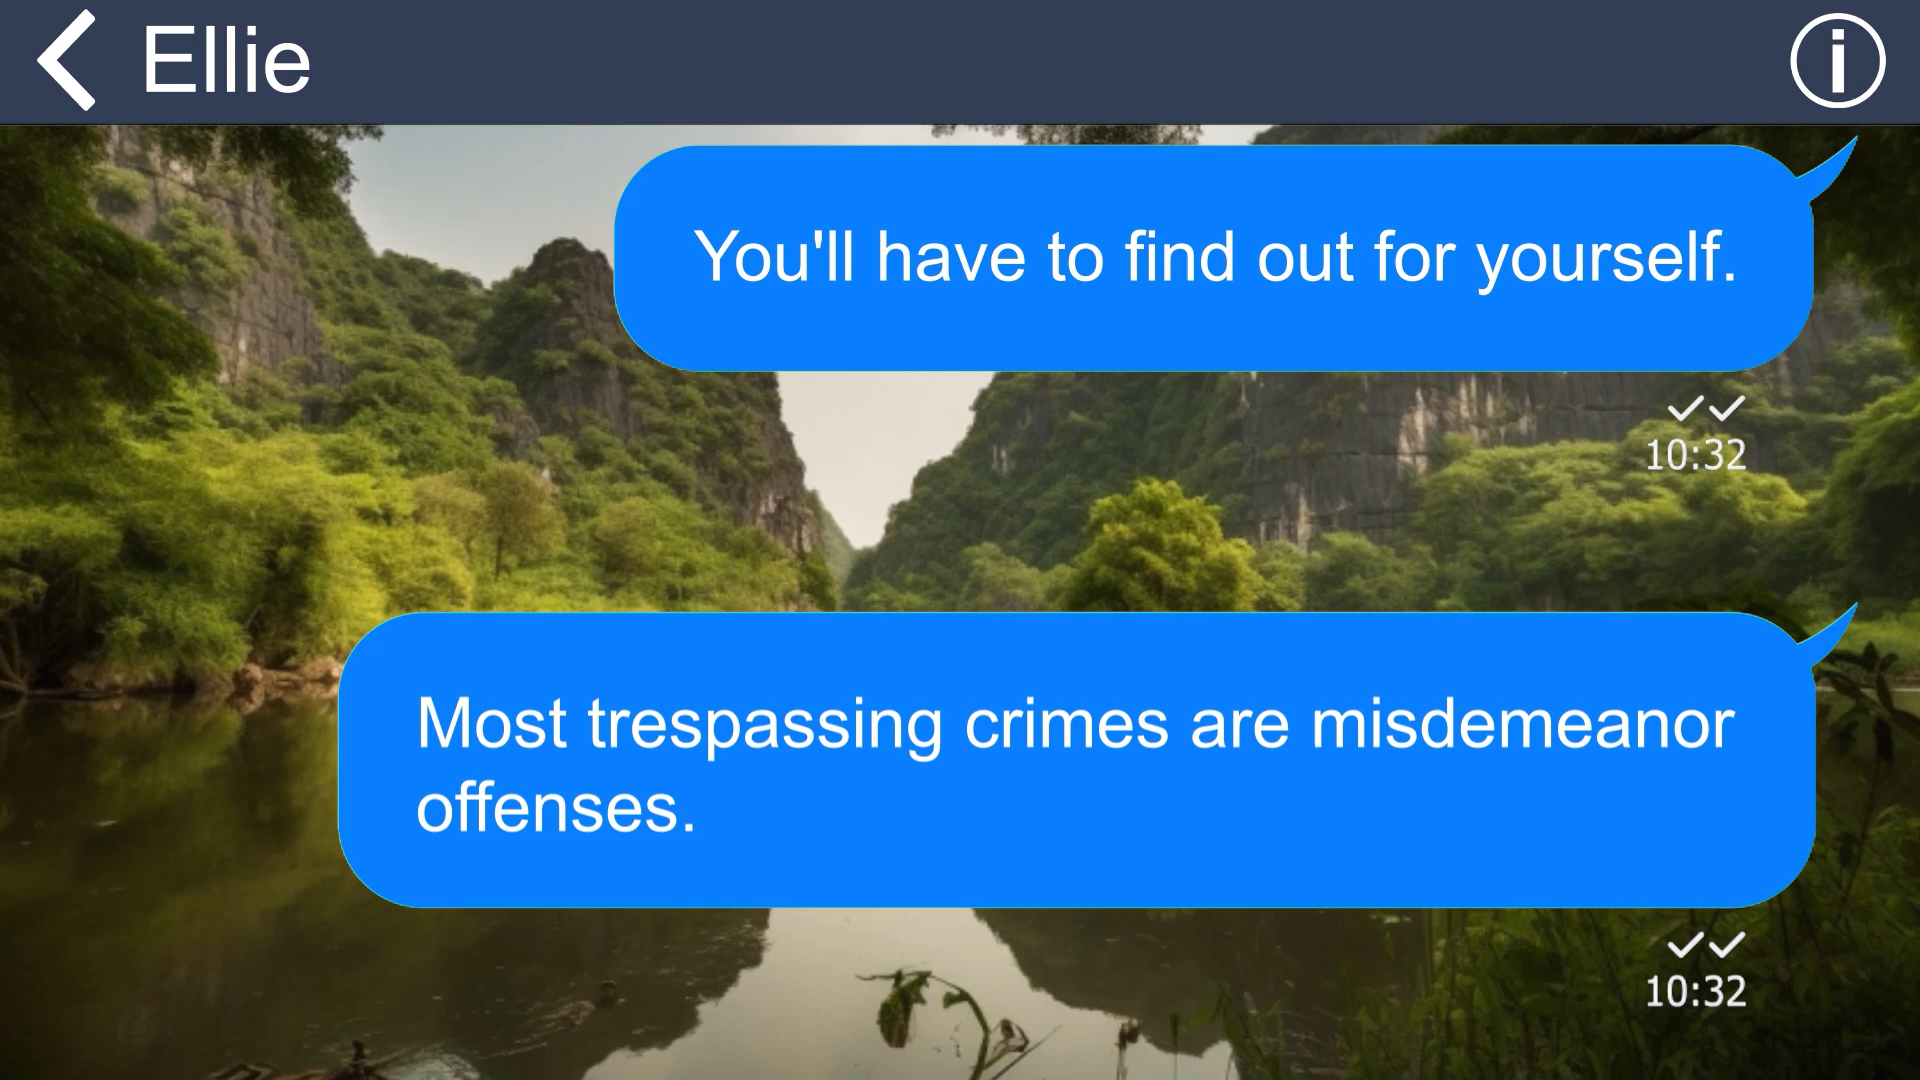 Ellie
You'll have to find out for yourself.
10:32
Most trespassing crimes are misdemeanor
offenses.
10:32